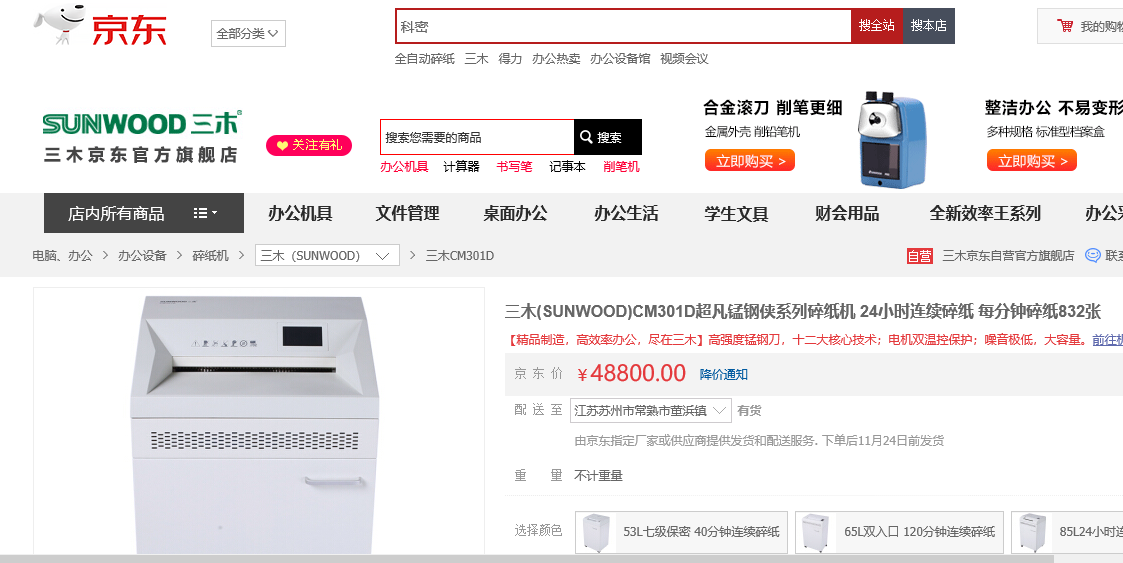 京东
全部分类
科密
搜全站
搜本店
我的购物
全自动碎纸 三木 得力 办公热卖 办公设备馆 视频会议
SUNWOOD 三木
三木京东官方旗舰店
关注有礼
搜索您需要的商品
搜索
办公机具 计算器 书写笔 记事本 削笔机
合金滚刀 削笔更细
金属外壳 削铅笔机
立即购买 >
整洁办公 不易变形
多种规格 标准型档案盒
立即购买 >
店内所有商品
办公机具 文件管理 桌面办公 办公生活 学生文具 财会用品 全新效率王系列 办公
电脑、办公 > 办公设备 > 碎纸机 > 三木（SUNWOOD） > 三木CM301D
自营 三木京东自营官方旗舰店 联系
三木(SUNWOOD)CM301D超凡锰钢侠系列碎纸机 24小时连续碎纸 每分钟碎纸832张
【精品制造，高效率办公，尽在三木】高强度锰钢刀，十二大核心技术；电机双温控保护；噪音极低，大容量。前往
京东价 ￥48800.00 降价通知
配送至 江苏苏州市常熟市董浜镇 有货
由京东指定厂家或供应商提供发货和配送服务. 下单后11月24日前发货
重量 不计重量
选择颜色
53L七级保密 40分钟连续碎纸
65L双入口 120分钟连续碎纸
85L24小时连